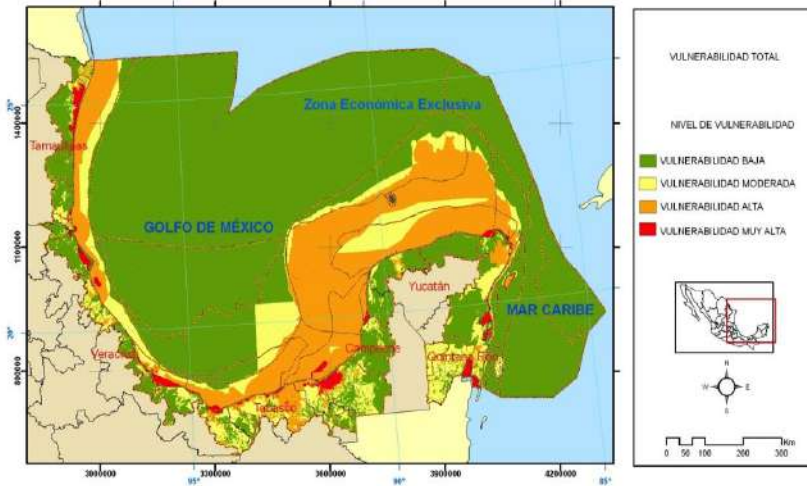 VULNERABILIDAD TOTAL
NIVEL DE VULNERABILIDAD
VULNERABILIDAD BAJA
VULNERABILIDAD MODERADA
VULNERABILIDAD ALTA
VULNERABILIDAD MUY ALTA
Zona Económica Exclusiva
Tamaulipas
GOLFO DE MÉXICO
Yucatán
MAR CARIBE
Veracruz
Campeche
Quintana Roo
Tabasco
25°
1400000
1100000
20°
800000
3000000
3300000
3600000
3900000
4200000
95°
90°
85°
N
W
E
S
0 50 100 200 300
Km